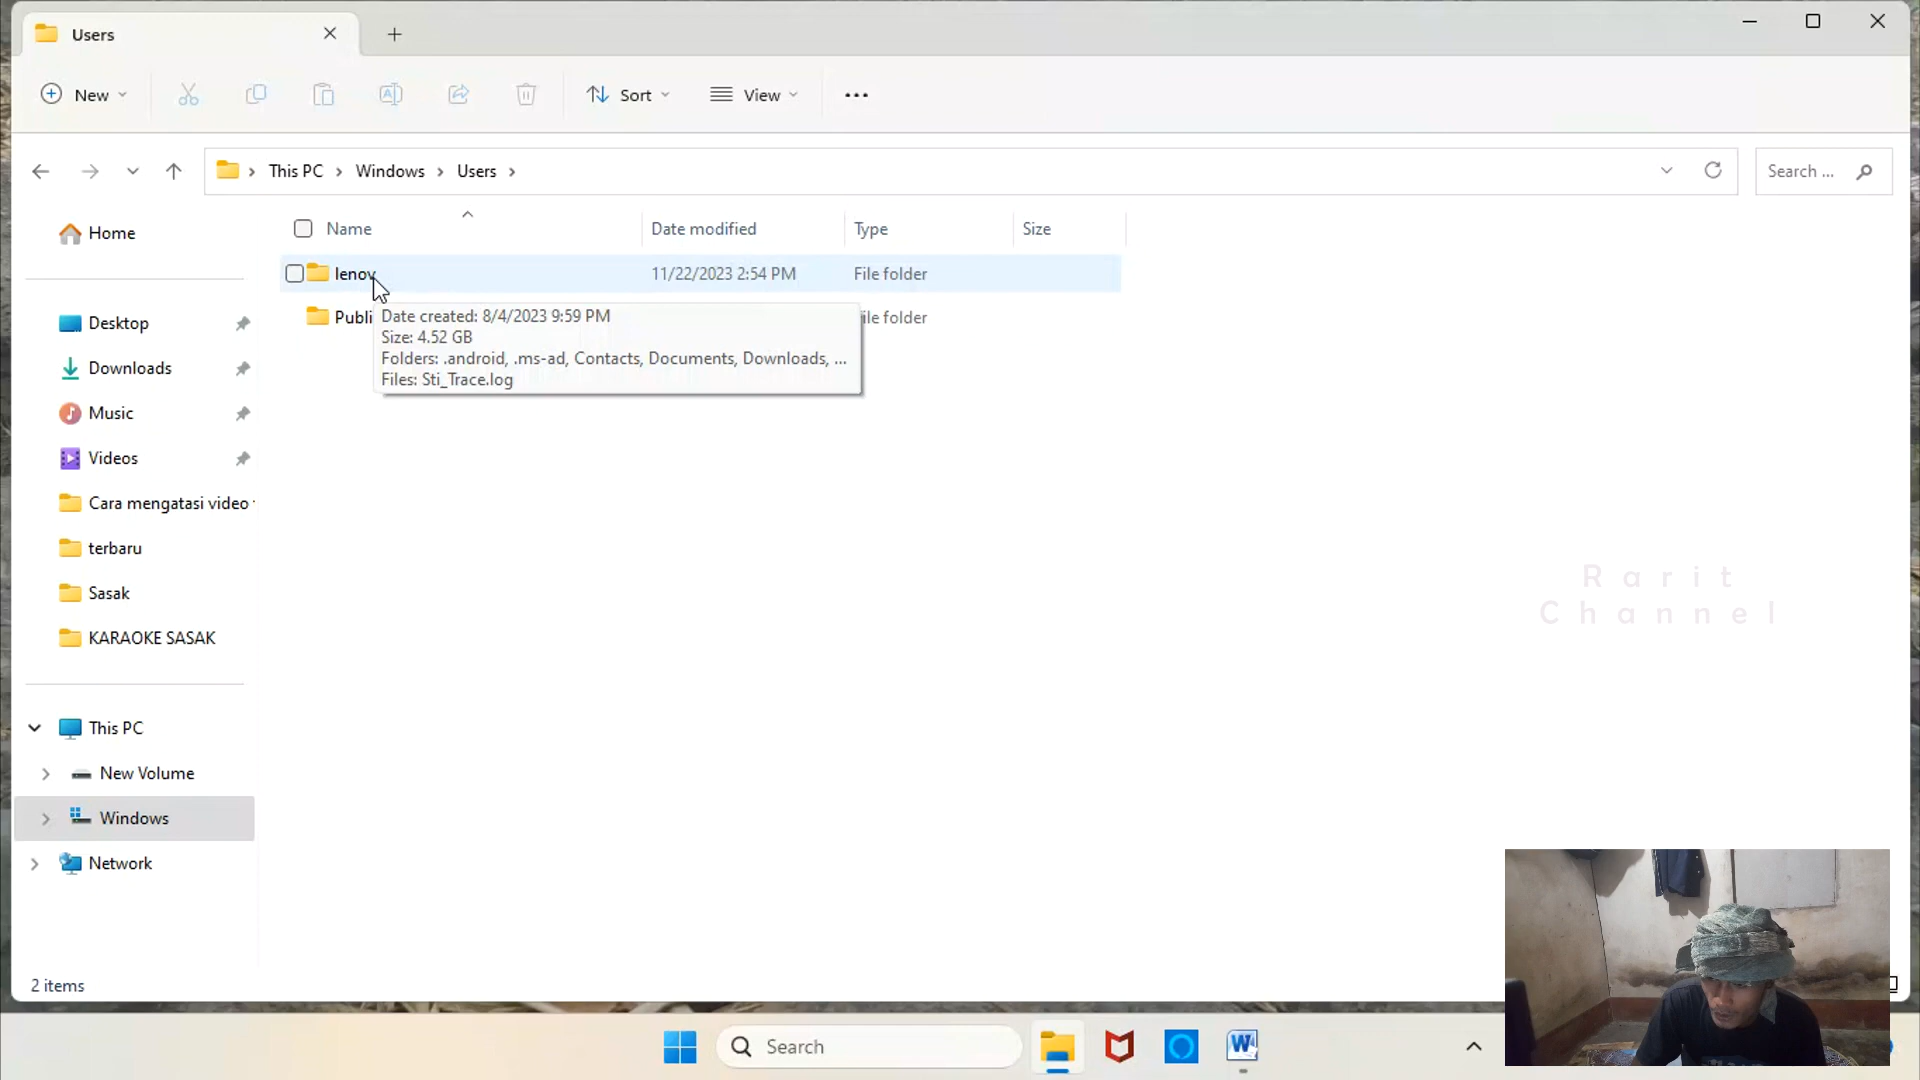 Users
New
Sort
View
This PC
Windows
Users
Search ...
Home
Name
Date modified
Type
Size
lenov
11/22/2023 2:54 PM
File folder
Publi
ile folder
Date created: 8/4/2023 9:59 PM
Size: 4.52 GB
Folders: .android, .ms-ad, Contacts, Documents, Downloads, ...
Files: Sti_Trace.log
Desktop
Downloads
Music
Videos
Cara mengatasi video
terbaru
Sasak
KARAOKE SASAK
This PC
New Volume
Windows
Network
Rarit
Channel
2 items
Search